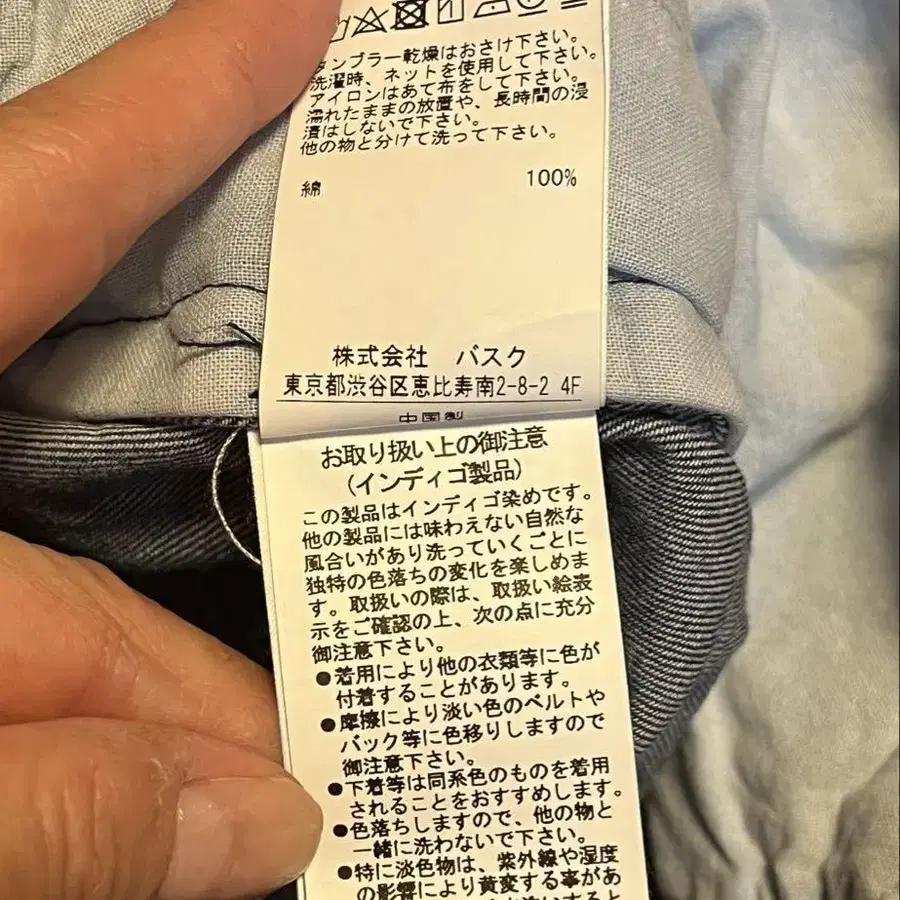 タンブラー乾燥はおさけ下さい。
洗濯時、ネットを使用して下さい。
アイロンはあて布をして下さい。
濡れたままの放置や、長時間の浸
漬はしないで下さい。
他の物と分けて洗って下さい。
綿 100%
株式会社 バスク
東京都渋谷区恵比寿南2-8-2 4F
中国製
お取り扱い上の御注意
(インディゴ製品)
この製品はインディゴ染めです。
他の製品には味わえない自然な
風合いがあり洗っていくごとに
独特の色落ちの変化を楽しめま
す。取扱いの際は、取扱い絵表
示をご確認の上、次の点に充分
御注意下さい。
●着用により他の衣類等に色が
付着することがあります。
●摩擦により淡い色のベルトや
バック等に色移りしますので
御注意下さい。
●下着等は同系色のものを着用
されることをおすすめします。
●色落ちしますので、他の物と
一緒に洗わないで下さい。
●特に淡色物は、紫外線や湿度
の影響により黄変する事があ